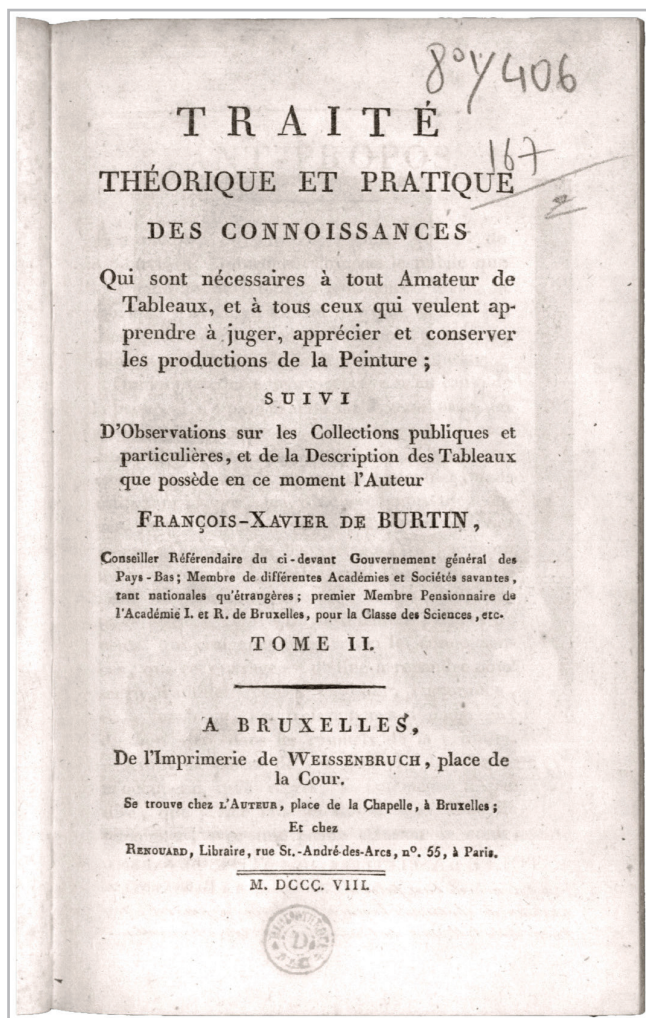 8° V 406
TRAITÉ
167
THÉORIQUE ET PRATIQUE
2
DES CONNOISSANCES
Qui sont nécessaires à tout Amateur de
Tableaux, et à tous ceux qui veulent ap-
prendre à juger, apprécier et conserver
les productions de la Peinture ;
SUIVI
D'Observations sur les Collections publiques et
particulières, et de la Description des Tableaux
que possède en ce moment l'Auteur
FRANÇOIS-XAVIER DE BURTIN,
Conseiller Référendaire du ci-devant Gouvernement général des
Pays-Bas; Membre de différentes Académies et Sociétés savantes,
tant nationales qu'étrangères ; premier Membre Pensionnaire de
l'Académie I. et R. de Bruxelles, pour la Classe des Sciences, etc.
TOME II.
A BRUXELLES,
De l'Imprimerie de WEISSENBRUCH, place de
la Cour.
Se trouve chez L'AUTEUR, place de la Chapelle, à Bruxelles ;
Et chez
RENOUARD, Libraire, rue St.-André-des-Arcs, n°. 55, à Paris.
M. DCCC. VIII.